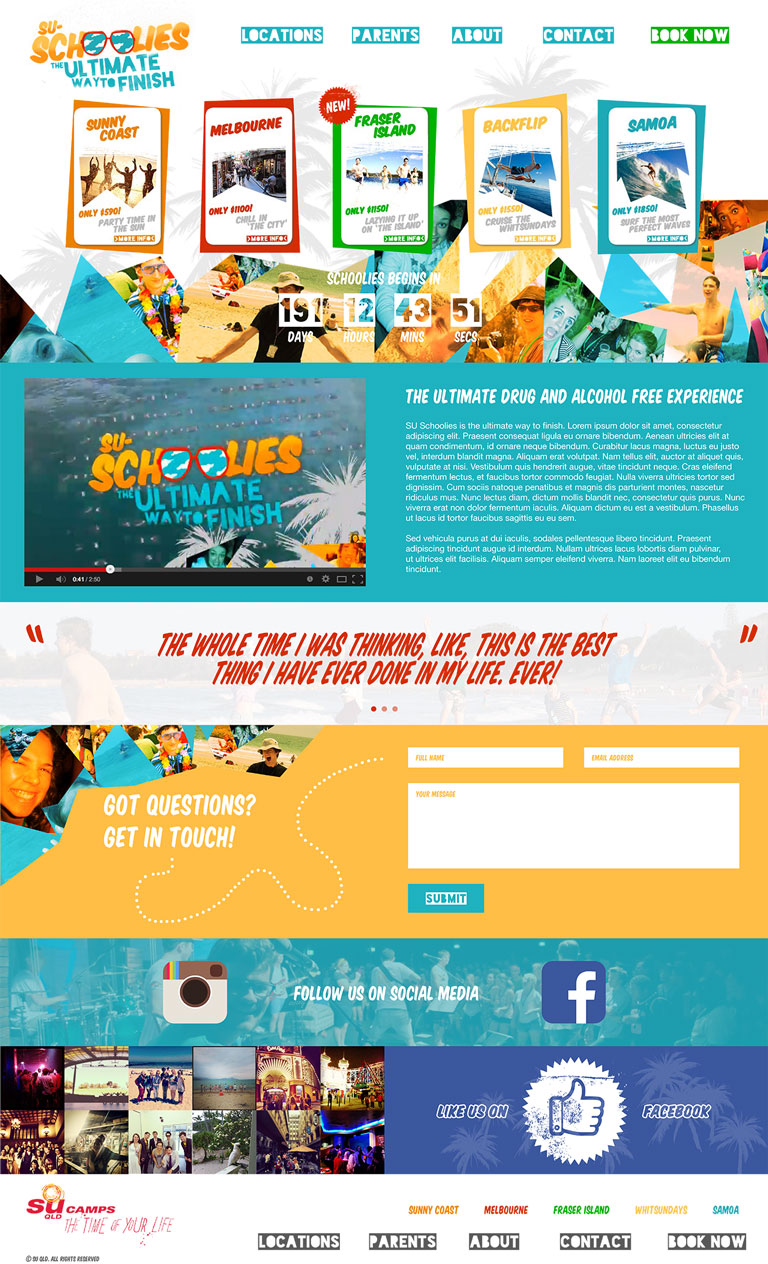 SU-
SCHOOLIES
THE ULTIMATE
WAY TO FINISH
LOCATIONS
PARENTS
ABOUT
CONTACT
BOOK NOW
SUNNY
COAST
ONLY $590!
PARTY TIME IN
THE SUN
>MORE INFO<
MELBOURNE
ONLY $1100!
CHILL IN
'THE CITY'
>MORE INFO<
NEW!
FRASER
ISLAND
ONLY $1150!
LAZYING IT UP
ON 'THE ISLAND'
>MORE INFO<
BACKFLIP
ONLY $1550!
CRUISE THE
WHITSUNDAYS
>MORE INFO<
SAMOA
ONLY $1850!
SURF THE MOST
PERFECT WAVES
>MORE INFO<
SCHOOLIES BEGINS IN
191 12 43 51
DAYS HOURS MINS SECS
SU-
SCHOOLIES
THE ULTIMATE
WAY TO FINISH
0:41 / 2:50
THE ULTIMATE DRUG AND ALCOHOL FREE EXPERIENCE
SU Schoolies is the ultimate way to finish. Lorem ipsum dolor sit amet, consectetur
adipiscing elit. Praesent consequat ligula eu ornare bibendum. Aenean ultricies elit at
quam condimentum, id ornare neque bibendum. Curabitur lacus magna, luctus eu justo
vel, interdum blandit magna. Aliquam erat volutpat. Nam tellus elit, auctor at aliquet quis,
vulputate at nisi. Vestibulum quis hendrerit augue, vitae tincidunt neque. Cras eleifend
fermentum lectus, et faucibus tortor commodo feugiat. Nulla viverra ultricies tortor sed
dignissim. Cum sociis natoque penatibus et magnis dis parturient montes, nascetur
ridiculus mus. Nunc lectus diam, dictum mollis blandit nec, consectetur quis purus. Nunc
viverra erat non dolor fermentum iaculis. Aliquam dictum eu est a vestibulum. Phasellus
ut lacus id tortor faucibus sagittis eu eu sem.
Sed vehicula purus at dui iaculis, sodales pellentesque libero tincidunt. Praesent
adipiscing tincidunt augue id interdum. Nullam ultrices lacus lobortis diam pulvinar,
ut ultrices elit facilisis. Aliquam semper eleifend viverra. Nam laoreet elit eu bibendum
tincidunt.
"THE WHOLE TIME I WAS THINKING, LIKE, THIS IS THE BEST
THING I HAVE EVER DONE IN MY LIFE. EVER!"
GOT QUESTIONS?
GET IN TOUCH!
FULL NAME
EMAIL ADDRESS
YOUR MESSAGE
SUBMIT
FOLLOW US ON SOCIAL MEDIA
f
LIKE US ON
FACEBOOK
SU QLD CAMPS
THE TIME OF YOUR LIFE
© SU QLD. ALL RIGHTS RESERVED
SUNNY COAST
MELBOURNE
FRASER ISLAND
WHITSUNDAYS
SAMOA
LOCATIONS
PARENTS
ABOUT
CONTACT
BOOK NOW